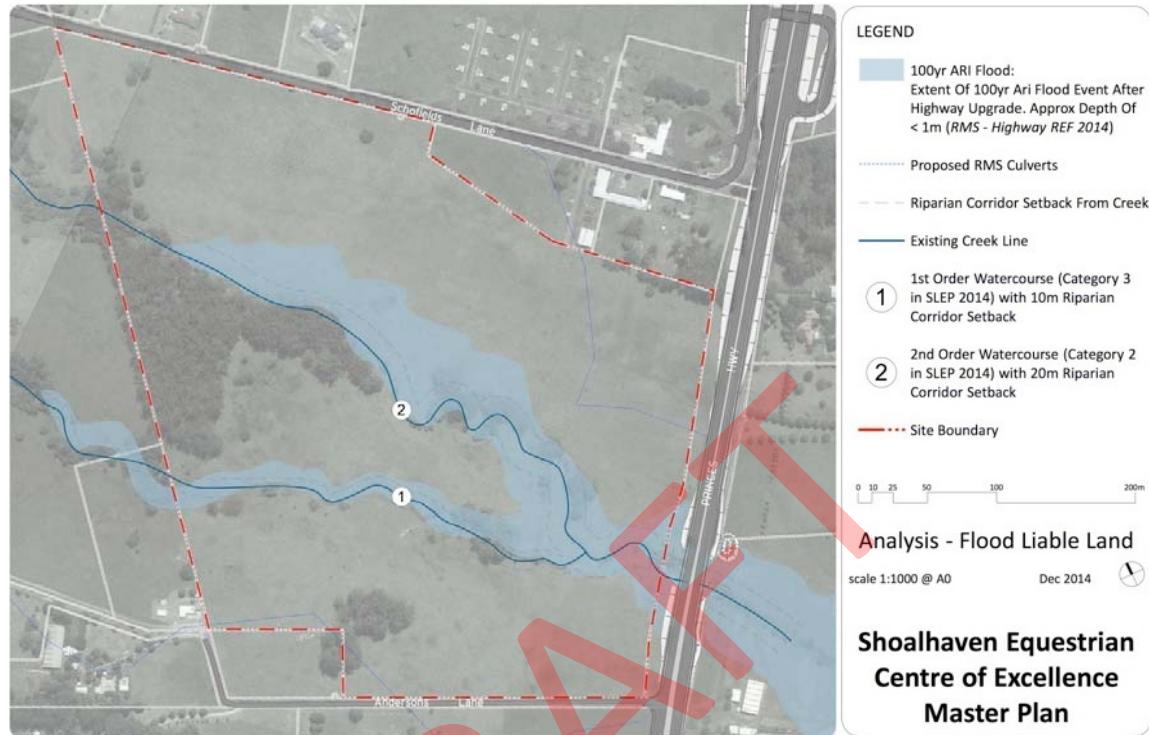 Schofields Lane
HWY
PRINCES
2
1
Andersons Lane
DRAFT
LEGEND
100yr ARI Flood:
Extent Of 100yr Ari Flood Event After
Highway Upgrade. Approx Depth Of
< 1m (RMS - Highway REF 2014)
Proposed RMS Culverts
Riparian Corridor Setback From Creek
Existing Creek Line
1
1st Order Watercourse (Category 3
in SLEP 2014) with 10m Riparian
Corridor Setback
2
2nd Order Watercourse (Category 2
in SLEP 2014) with 20m Riparian
Corridor Setback
Site Boundary
0 10 25 50 100 200m
Analysis - Flood Liable Land
scale 1:1000 @ A0 Dec 2014
Shoalhaven Equestrian
Centre of Excellence
Master Plan